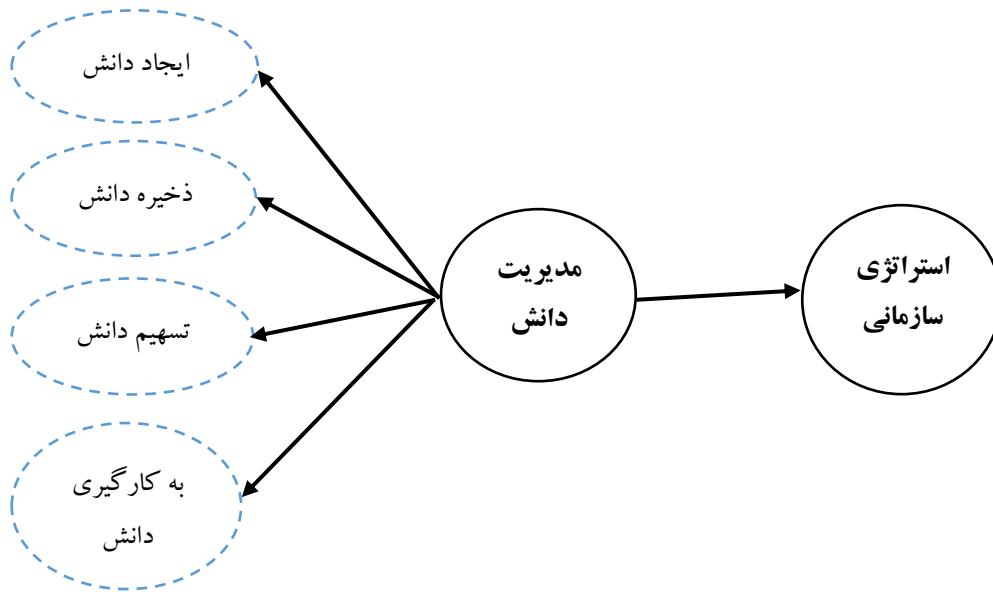 ایجاد دانش
ذخیره دانش
تسهیم دانش
به کارگیری
دانش
مدیریت
دانش
استراتژی
سازمانی